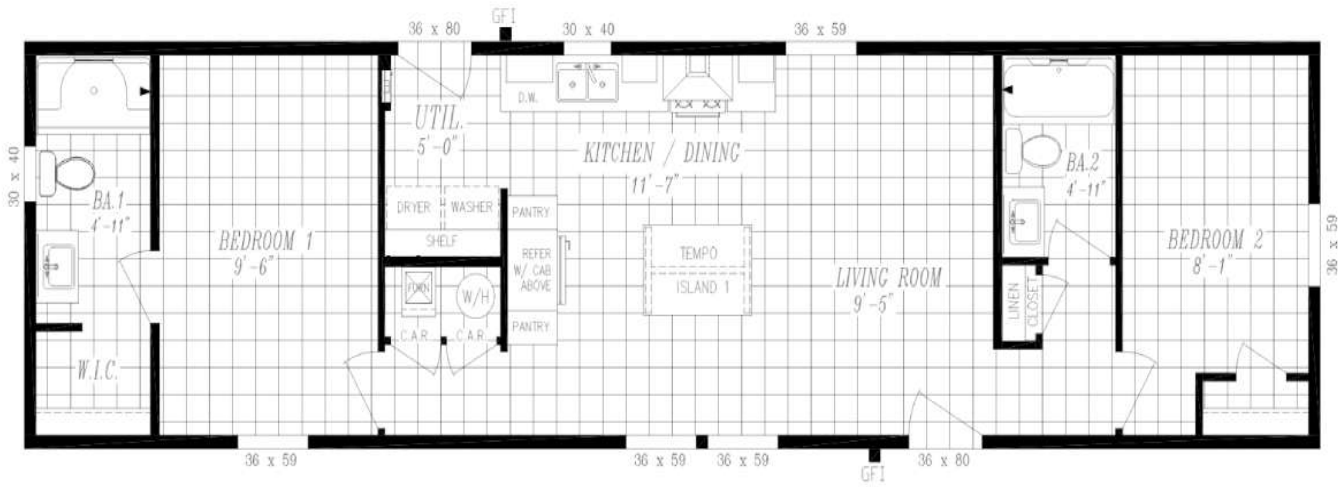 GFI
36 x 80
30 x 40
36 x 59
D.W.
UTIL.
5'-0"
KITCHEN / DINING
11'-7"
BA.2
4'-11"
30 x 40
BA.1
4'-11"
DRYER
WASHER
SHELF
PANTRY
BEDROOM 1
9'-6"
REFER
W/ CAB
ABOVE
TEMPO
ISLAND 1
BEDROOM 2
8'-1"
36 x 59
LIVING ROOM
9'-5"
FURN
W/H
LINEN
CLOSET
C.A.R.
C.A.R.
PANTRY
W.I.C.
36 x 59
36 x 59
36 x 59
GFI
36 x 80